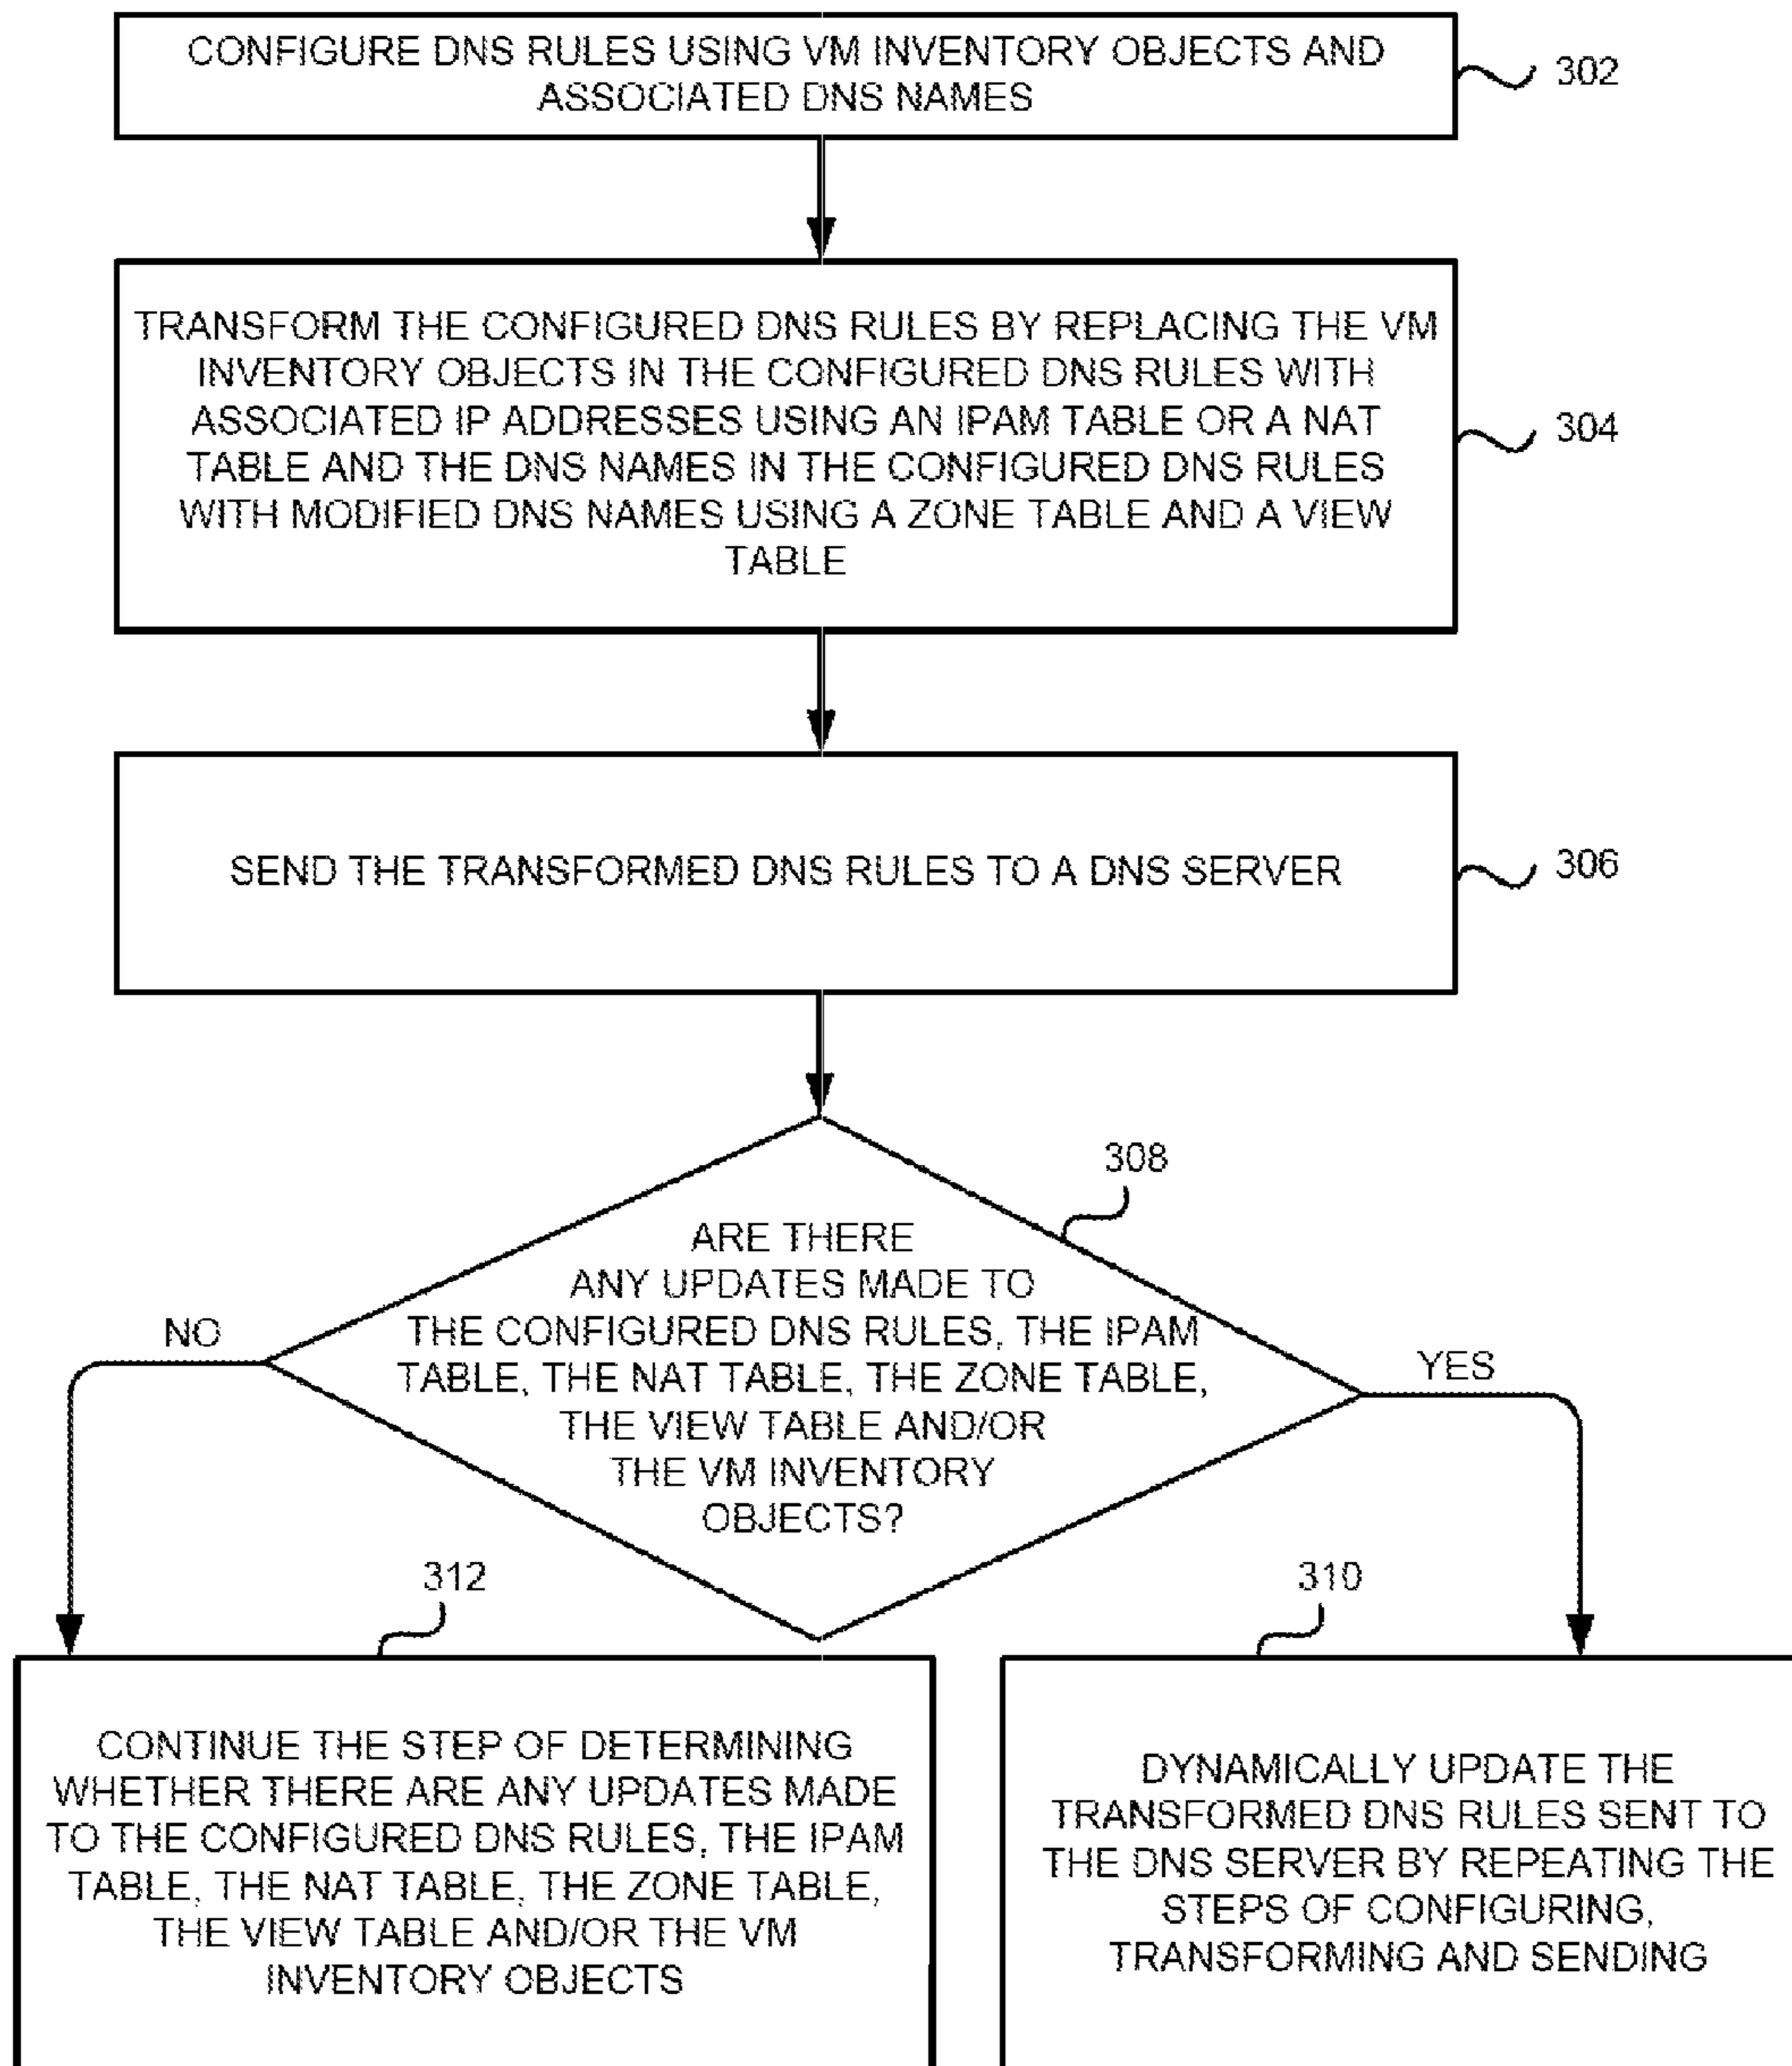 CONFIGURE DNS RULES USING VM INVENTORY OBJECTS AND
ASSOCIATED DNS NAMES
302
TRANSFORM THE CONFIGURED DNS RULES BY REPLACING THE VM
INVENTORY OBJECTS IN THE CONFIGURED DNS RULES WITH
ASSOCIATED IP ADDRESSES USING AN IPAM TABLE OR A NAT
TABLE AND THE DNS NAMES IN THE CONFIGURED DNS RULES
WITH MODIFIED DNS NAMES USING A ZONE TABLE AND A VIEW
TABLE
304
SEND THE TRANSFORMED DNS RULES TO A DNS SERVER
306
308
ARE THERE
ANY UPDATES MADE TO
THE CONFIGURED DNS RULES, THE IPAM
TABLE, THE NAT TABLE, THE ZONE TABLE,
THE VIEW TABLE AND/OR
THE VM INVENTORY
OBJECTS?
NO
YES
312
CONTINUE THE STEP OF DETERMINING
WHETHER THERE ARE ANY UPDATES MADE
TO THE CONFIGURED DNS RULES, THE IPAM
TABLE, THE NAT TABLE, THE ZONE TABLE,
THE VIEW TABLE AND/OR THE VM
INVENTORY OBJECTS
310
DYNAMICALLY UPDATE THE
TRANSFORMED DNS RULES SENT TO
THE DNS SERVER BY REPEATING THE
STEPS OF CONFIGURING,
TRANSFORMING AND SENDING